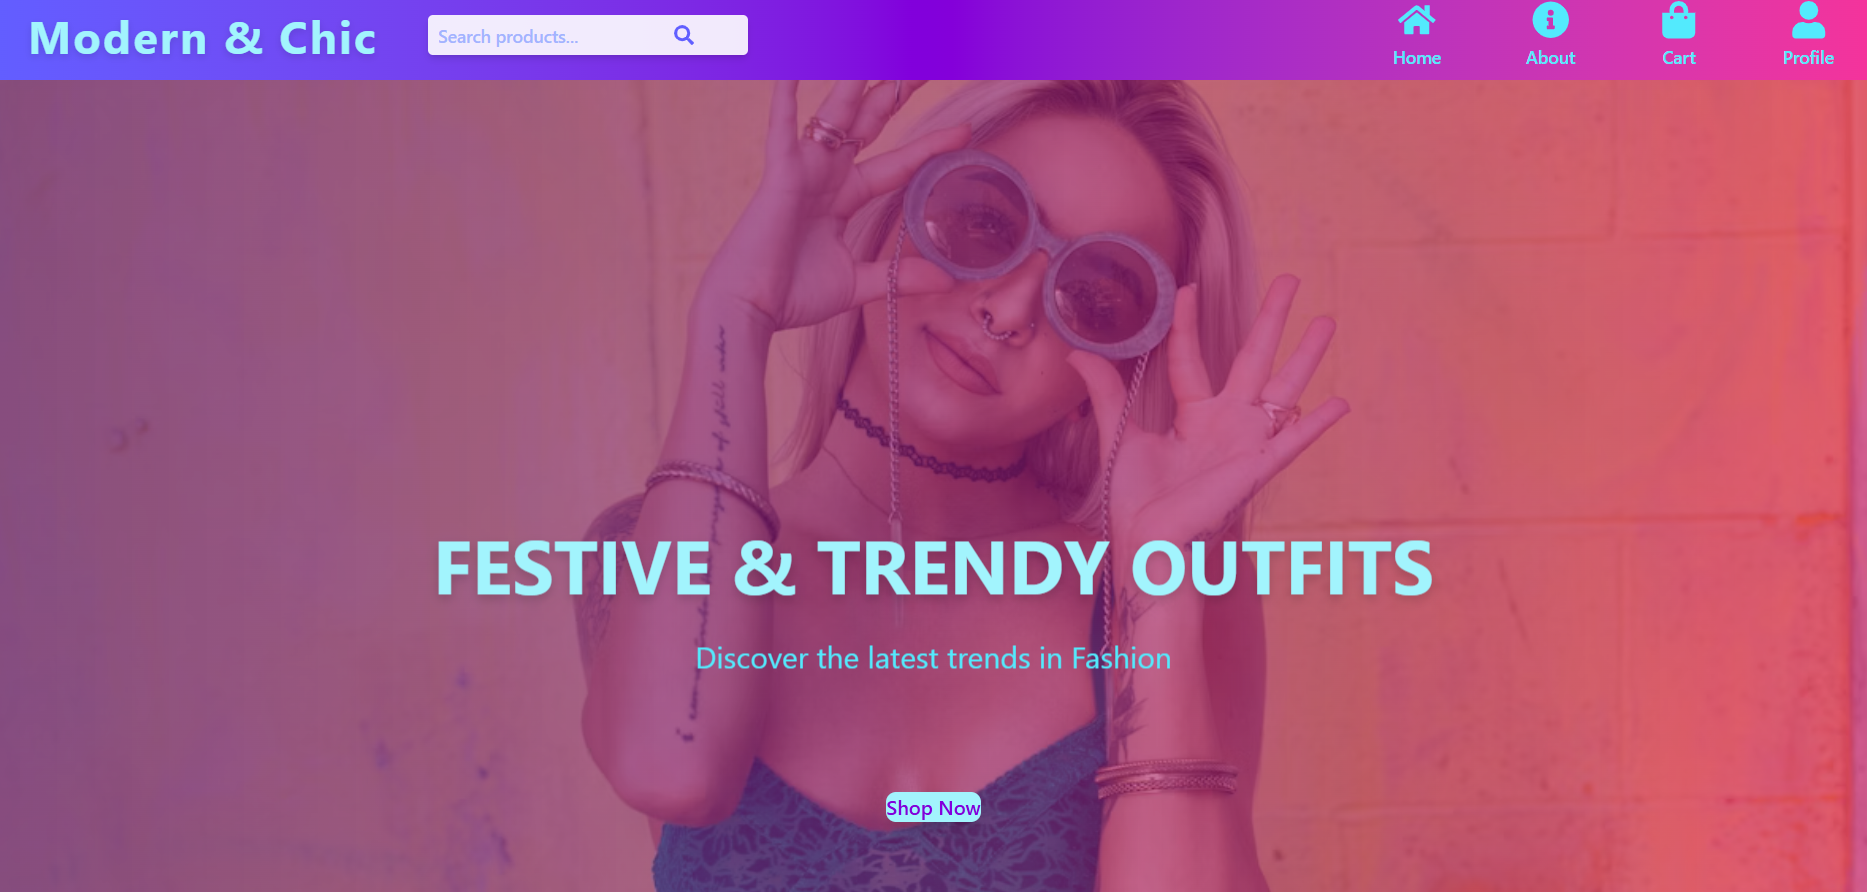 Modern & Chic
Search products...
Home
About
Cart
Profile
FESTIVE & TRENDY OUTFITS
Discover the latest trends in Fashion
Shop Now